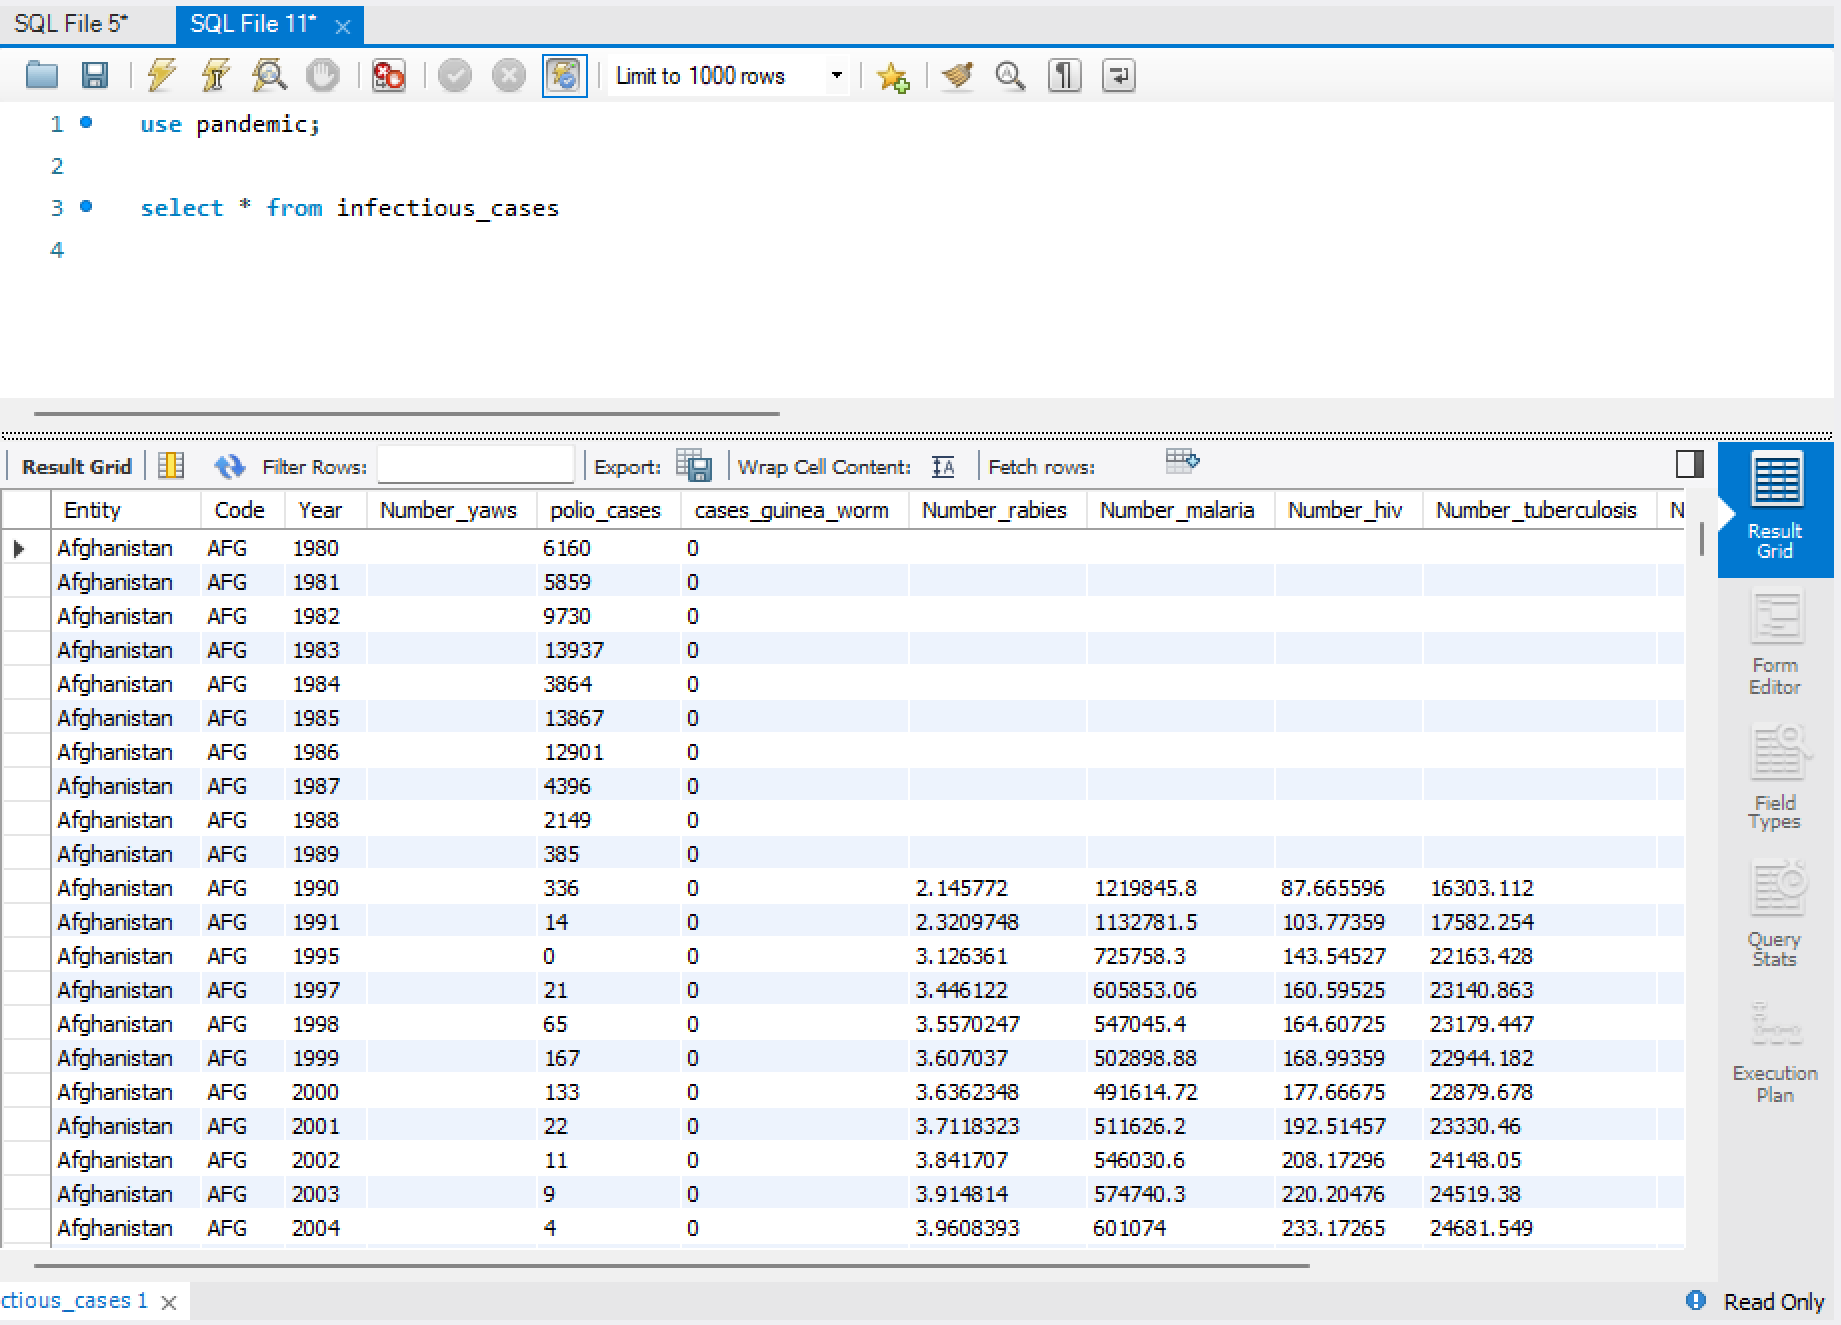 SQL File 5* SQL File 11*
Limit to 1000 rows
1 use pandemic;
2
3 select * from infectious_cases
4
Result Grid Filter Rows: Export: Wrap Cell Content: Fetch rows:
Entity Code Year Number_yaws polio_cases cases_guinea_worm Number_rabies Number_malaria Number_hiv Number_tuberculosis N
Afghanistan AFG 1980 6160 0
Afghanistan AFG 1981 5859 0
Afghanistan AFG 1982 9730 0
Afghanistan AFG 1983 13937 0
Afghanistan AFG 1984 3864 0
Afghanistan AFG 1985 13867 0
Afghanistan AFG 1986 12901 0
Afghanistan AFG 1987 4396 0
Afghanistan AFG 1988 2149 0
Afghanistan AFG 1989 385 0
Afghanistan AFG 1990 336 0 2.145772 1219845.8 87.665596 16303.112
Afghanistan AFG 1991 14 0 2.3209748 1132781.5 103.77359 17582.254
Afghanistan AFG 1995 0 0 3.126361 725758.3 143.54527 22163.428
Afghanistan AFG 1997 21 0 3.446122 605853.06 160.59525 23140.863
Afghanistan AFG 1998 65 0 3.5570247 547045.4 164.60725 23179.447
Afghanistan AFG 1999 167 0 3.607037 502898.88 168.99359 22944.182
Afghanistan AFG 2000 133 0 3.6362348 491614.72 177.66675 22879.678
Afghanistan AFG 2001 22 0 3.7118323 511626.2 192.51457 23330.46
Afghanistan AFG 2002 11 0 3.841707 546030.6 208.17296 24148.05
Afghanistan AFG 2003 9 0 3.914814 574740.3 220.20476 24519.38
Afghanistan AFG 2004 4 0 3.9608393 601074 233.17265 24681.549
Result
Grid
Form
Editor
Field
Types
Query
Stats
Execution
Plan
ctious_cases 1
Read Only